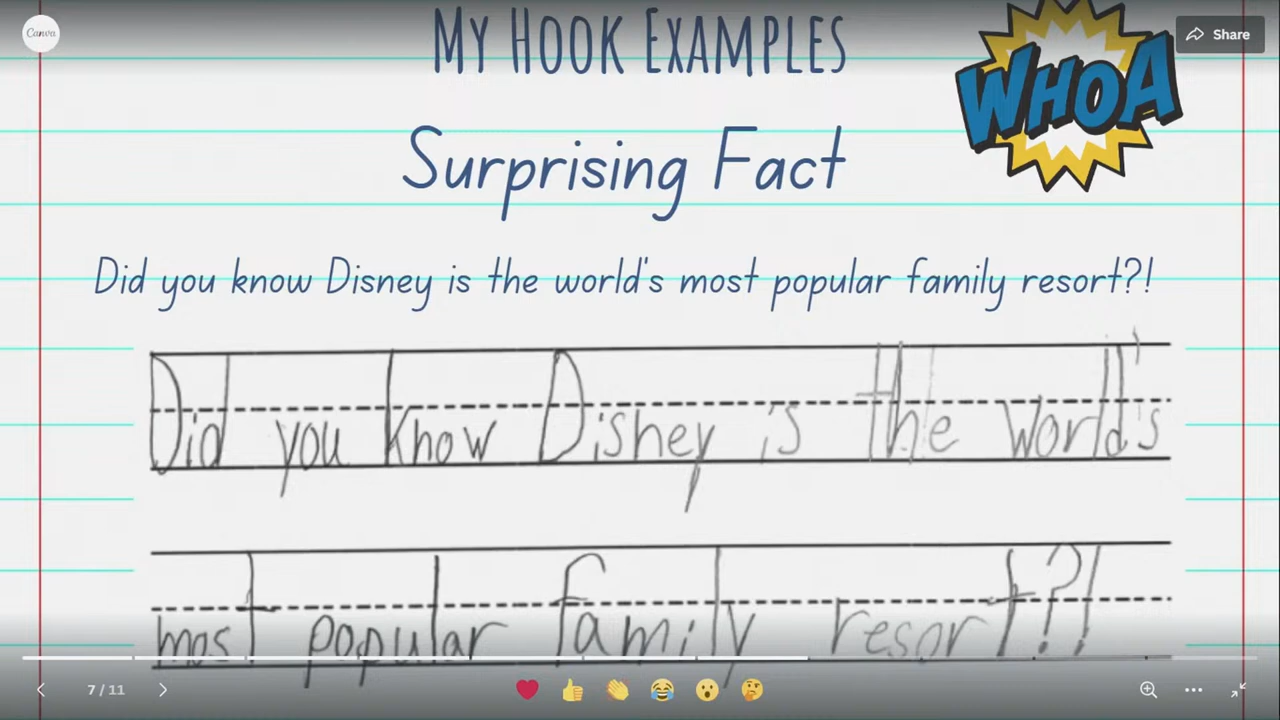 Canva
My Hook Examples
WHOA
Share
Surprising Fact
Did you know Disney is the world's most popular family resort?!
Did you know Disney is the world's
most popular family resort?!
7 / 11